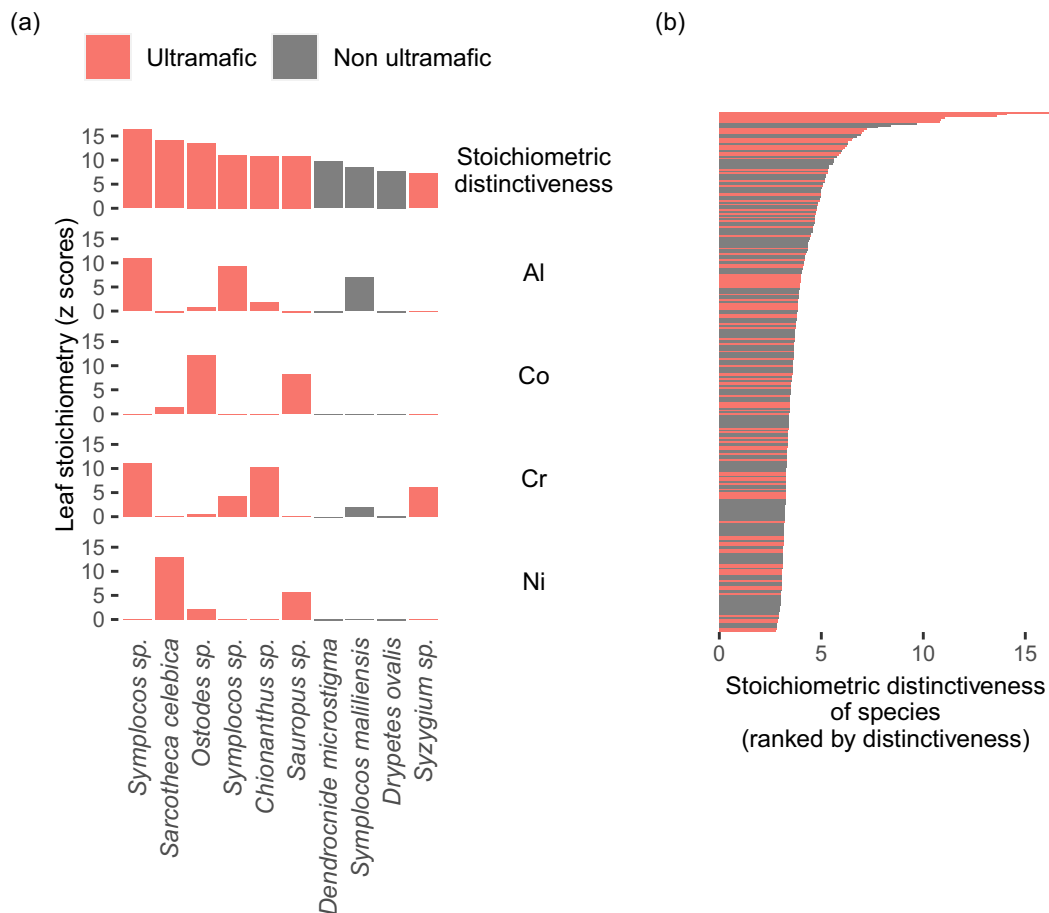 (a)
Ultramafic
Non ultramafic
Leaf stoichiometry (z scores)
15
10
5
0
Stoichiometric
distinctiveness
15
10
5
0
Al
15
10
5
0
Co
15
10
5
0
Cr
15
10
5
0
Ni
Symplocos sp.
Sarcotheca celebica
Ostodes sp.
Symplocos sp.
Chionanthus sp.
Sauropus sp.
Dendrocnide microstigma
Symplocos maliliensis
Drypetes ovalis
Syzygium sp.
(b)
0
5
10
15
Stoichiometric distinctiveness
of species
(ranked by distinctiveness)